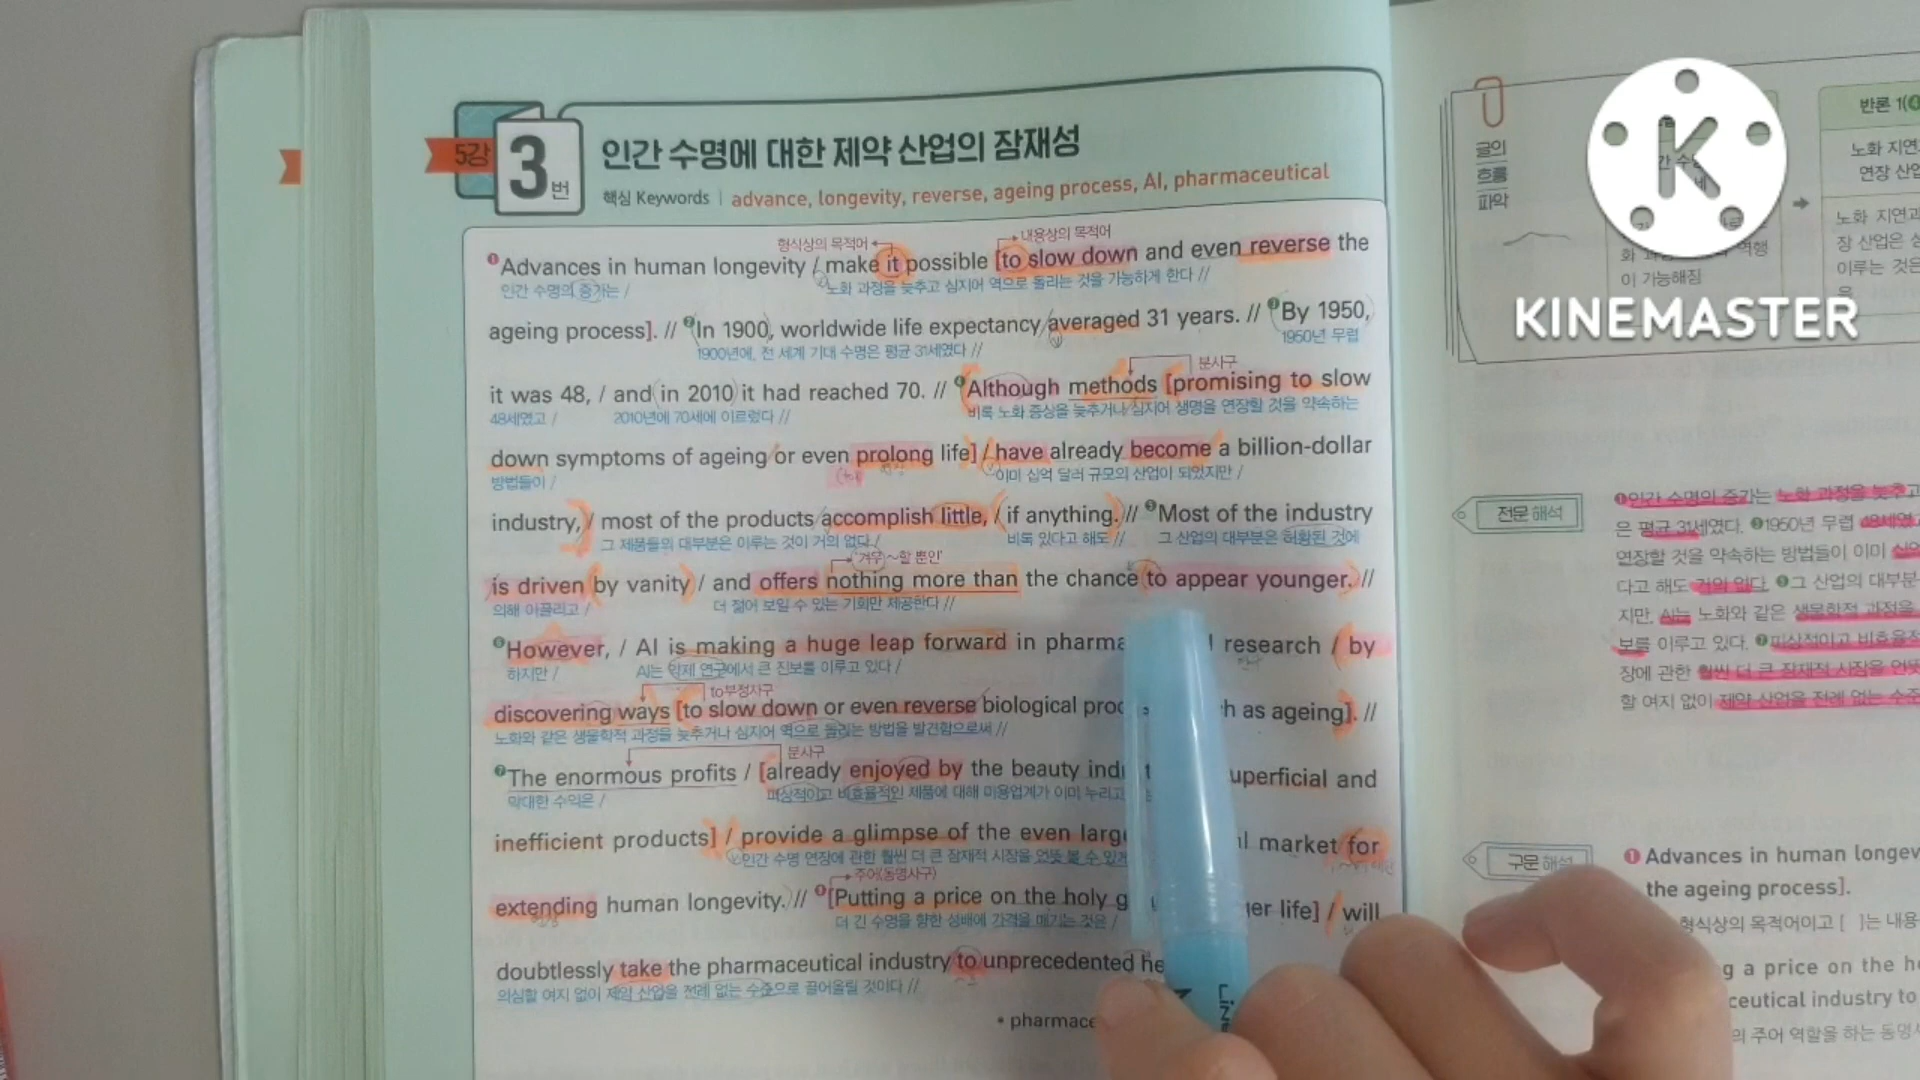 5강
3번
인간 수명에 대한 제약 산업의 잠재성
핵심 Keywords | advance, longevity, reverse, ageing process, AI, pharmaceutical
형식상의 목적어 내용상의 목적어
❶Advances in human longevity / make it possible [to slow down and even reverse the
인간 수명의 증가는 / 노화 과정을 늦추고 심지어 역으로 돌리는 것을 가능하게 한다 //
ageing process]. // ❷In 1900, worldwide life expectancy averaged 31 years. // ❸By 1950,
1900년에, 전 세계 기대 수명은 평균 31세였다 // 1950년 무렵
분사구
it was 48, / and in 2010 it had reached 70. // ❹Although methods [promising to slow
48세였고 / 2010년에 70세에 이르렀다 // 비록 노화 증상을 늦추거나 심지어 생명을 연장할 것을 약속하는
down symptoms of ageing or even prolong life] / have already become a billion-dollar
방법들이 / 이미 십억 달러 규모의 산업이 되었지만 /
industry, / most of the products accomplish little, / if anything. // ❺Most of the industry
그 제품들의 대부분은 이루는 것이 거의 없다 / 비록 있다고 해도 // 그 산업의 대부분은 허황된 것에
'겨우 ~할 뿐인'
is driven by vanity / and offers nothing more than the chance to appear younger. //
의해 이끌리고 / 더 젊어 보일 수 있는 기회만 제공한다 //
❻However, / AI is making a huge leap forward in pharma research / by
하지만 / AI는 약제 연구에서 큰 진보를 이루고 있다 /
to부정사구
discovering ways [to slow down or even reverse biological h as ageing]. //
노화와 같은 생물학적 과정을 늦추거나 심지어 역으로 돌리는 방법을 발견함으로써 //
분사구
❼The enormous profits / [already enjoyed by the beauty uperficial and
막대한 수익은 / 피상적이고 비효율적인 제품에 대해 미용업계가 이미 누리고
inefficient products] / provide a glimpse of the even market for
인간 수명 연장에 관한 훨씬 더 큰 잠재적 시장을 언뜻 볼 수 있게
주어(동명사구)
extending human longevity. // ❽[Putting a price on the holy life] / will
더 긴 수명을 향한 성배에 가격을 매기는 것은 /
doubtlessly take the pharmaceutical industry to unprecedented he
의심할 여지 없이 제약 산업을 전례 없는 수준으로 끌어올릴 것이다 //
• pharmace
글의
흐름
파악
이 가능해짐
➡
반론 1(
노화 지연
연장 산업
노화 지연과
장 산업은
이루는 것은
KINEMASTER
전문 해석
❶인간 수명의 증가는 노화 과정을 늦추고
은 평균 31세였다. ❷1950년 무렵 48세였
연장할 것을 약속하는 방법들이 이미
다고 해도 거의 없다. ❺그 산업의 대부분
지만, AI는 노화와 같은 생물학적 과정을
보를 이루고 있다. ❼피상적이고 비효율적
장에 관한 훨씬 더 큰 잠재적 시장을 언뜻
할 여지 없이 제약 산업을 전례 없는 수준
구문 해석
❶ Advances in human longev
the ageing process].
형식상의 목적어이고 [ ]는 내용
g a price on the
ceutical industry to
의 주어 역할을 하는